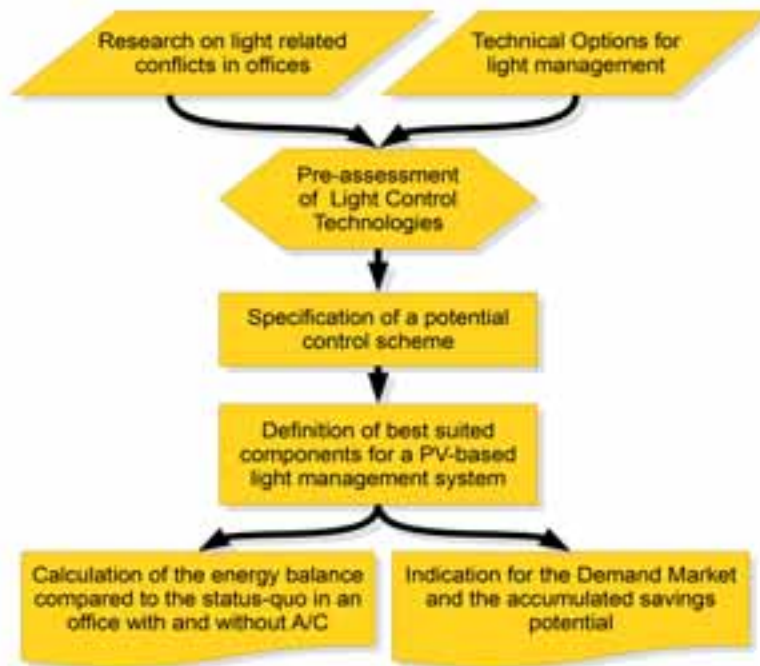 Research on light related
conflicts in offices
Technical Options for
light management
Pre-assessment
of Light Control
Technologies
Specification of a potential
control scheme
Definition of best suited
components for a PV-based
light management system
Calculation of the energy balance
compared to the status-quo in an
office with and without A/C
Indication for the Demand Market
and the accumulated savings
potential